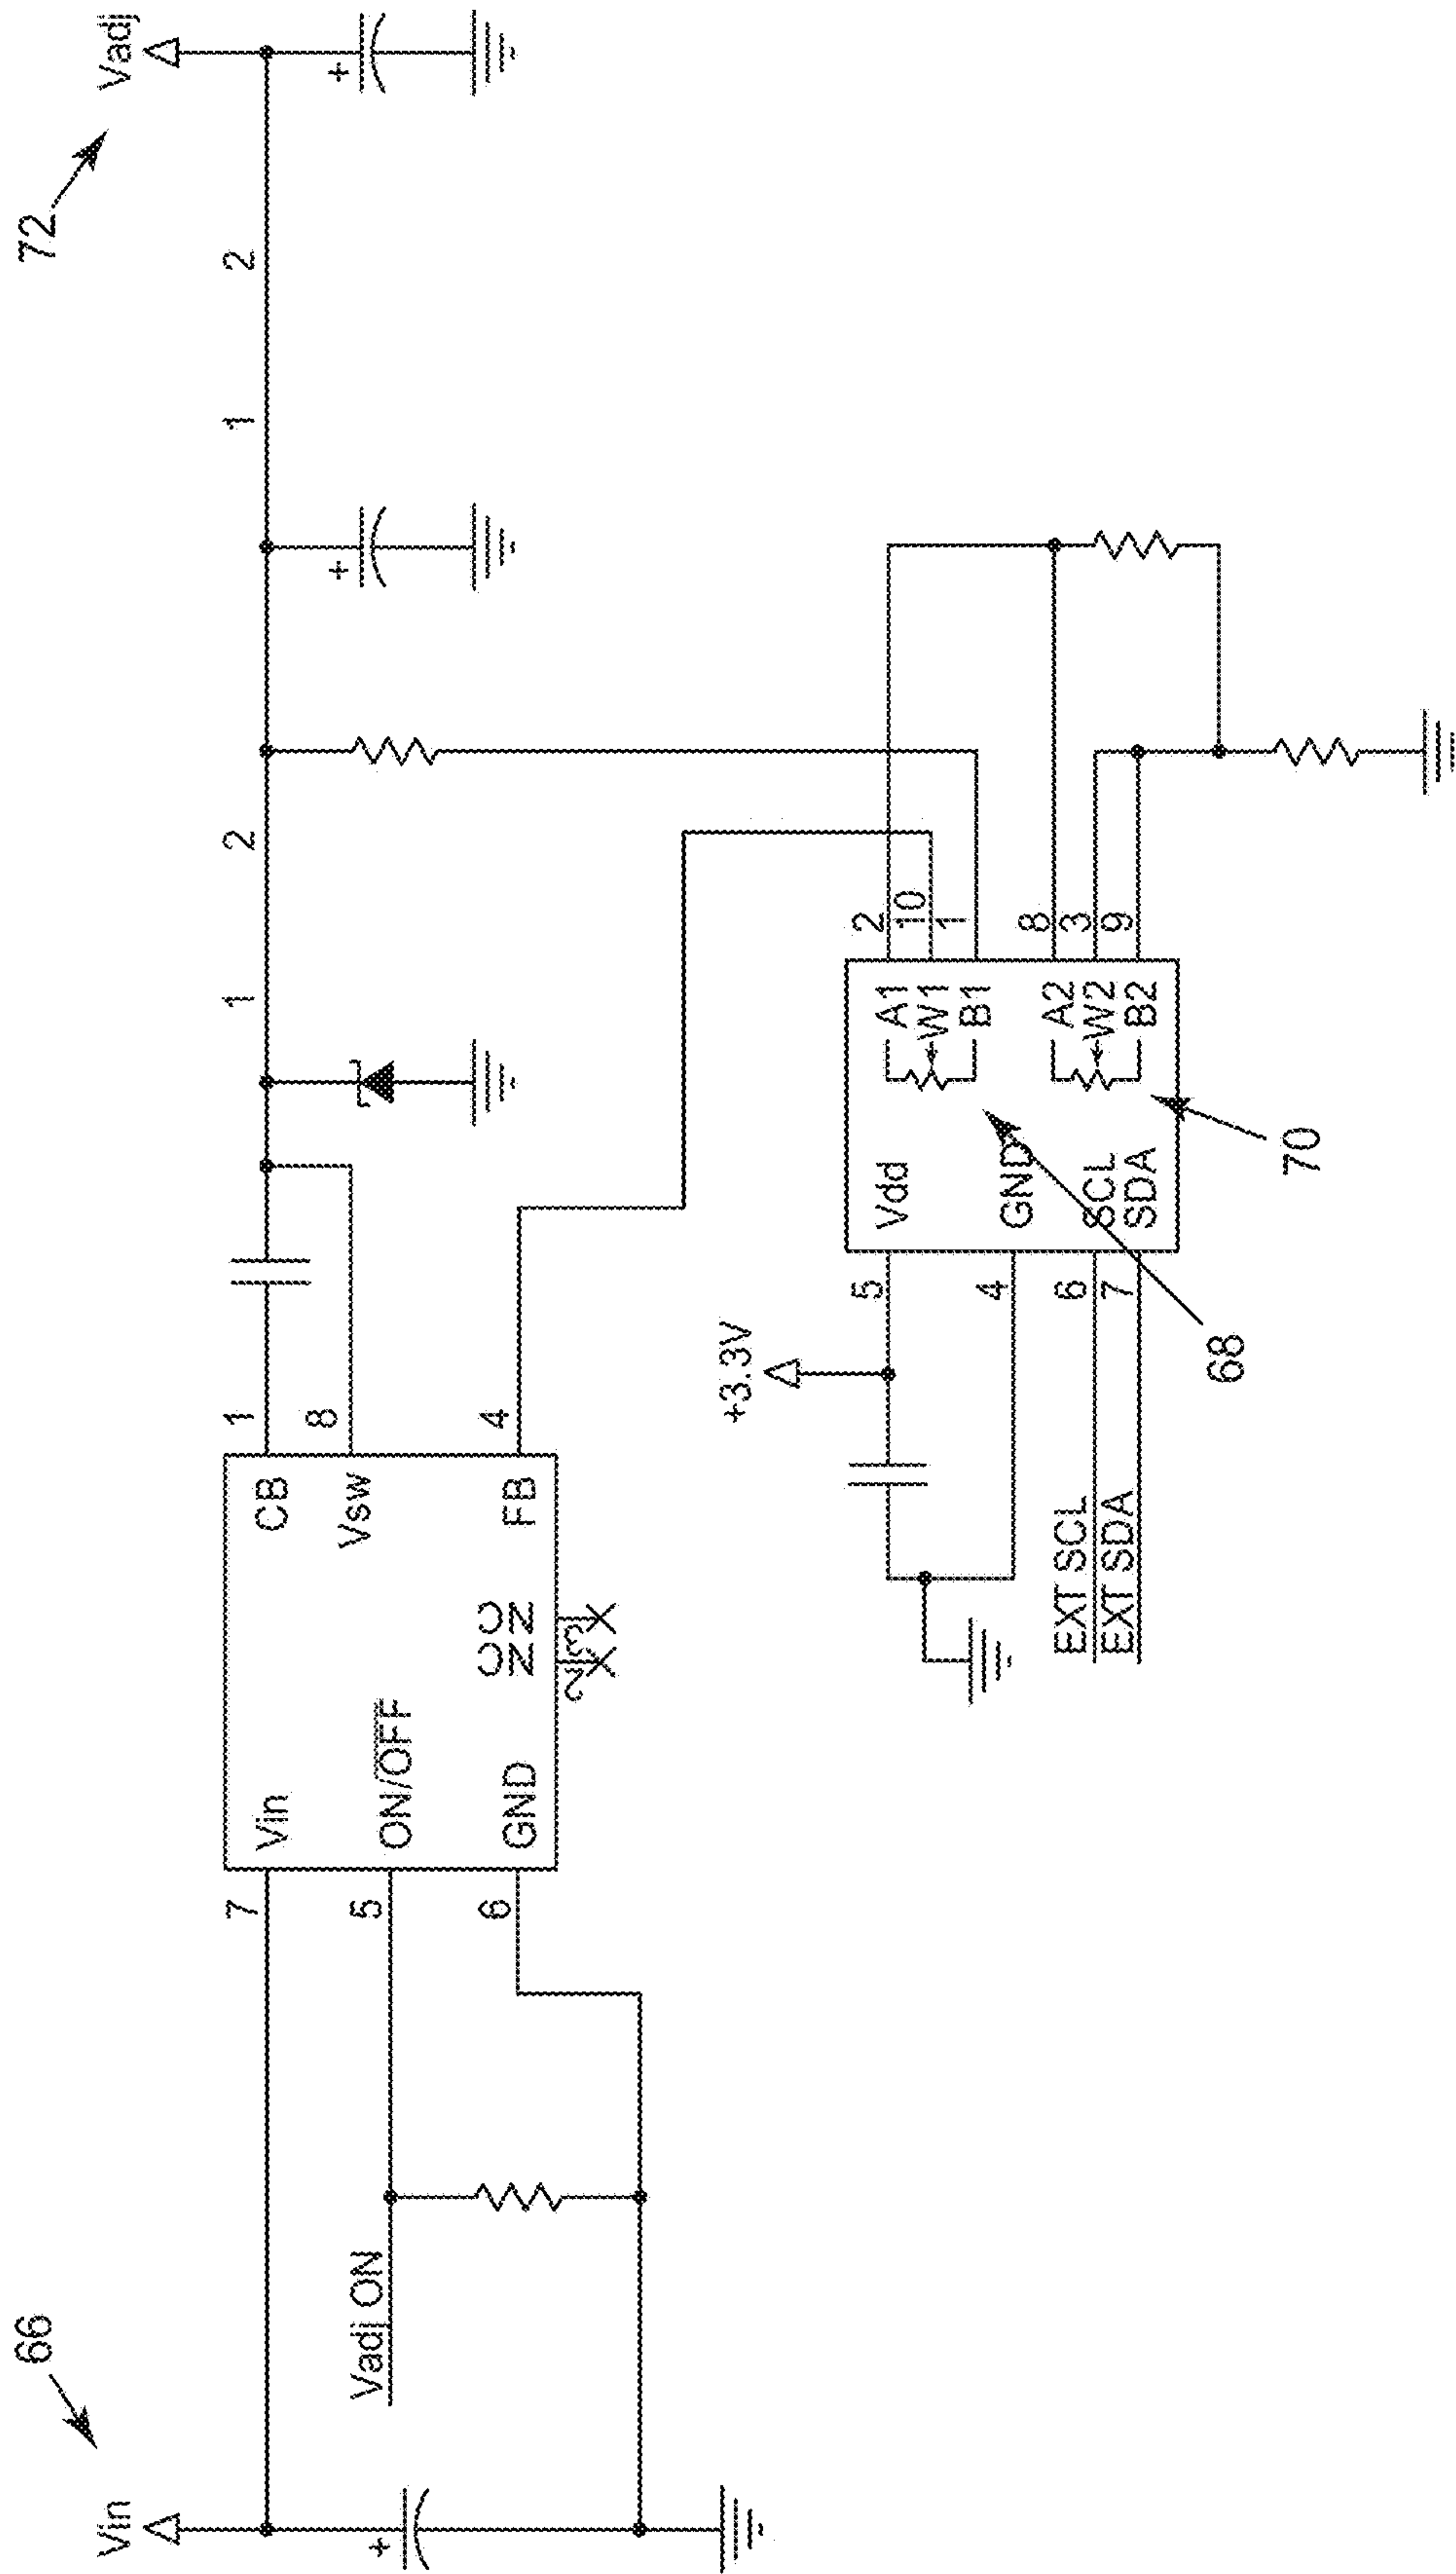 66
72
Vin
Vadj
7
Vin
CB
1
1
2
1
2
+
+
+
Vadj ON
5
ON/OFF
Vsw
8
6
GND
NC
NC
FB
4
2
3
+3.3V
5
Vdd
A1
2
W1
10
B1
1
4
GND
EXT SCL
6
SCL
A2
8
W2
3
EXT SDA
7
SDA
B2
9
68
70